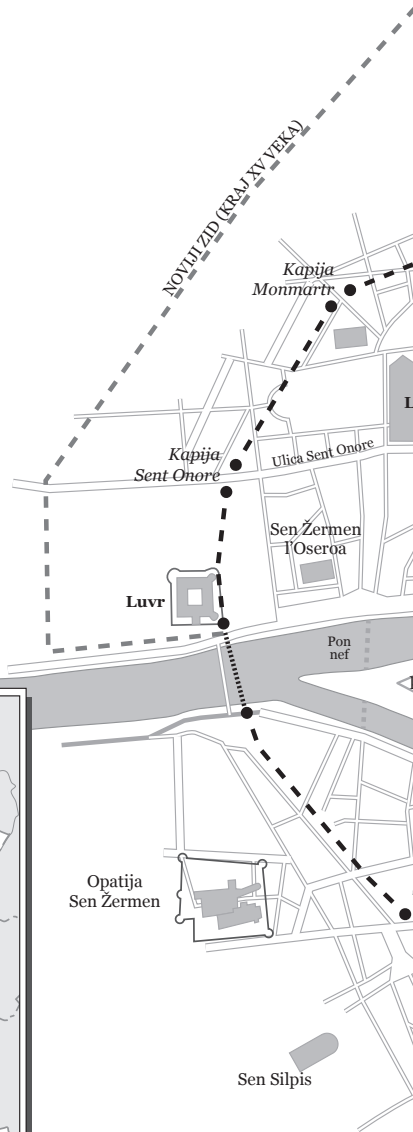 NOVIJI ZID (KRAJ XV VEKA)
Kapija
Monmartr
L
Kapija
Sent Onore
Ulica Sent Onore
Sen Žermen
l’Oseroa
Luvr
Pon
nef
Opatija
Sen Žermen
Sen Silpis